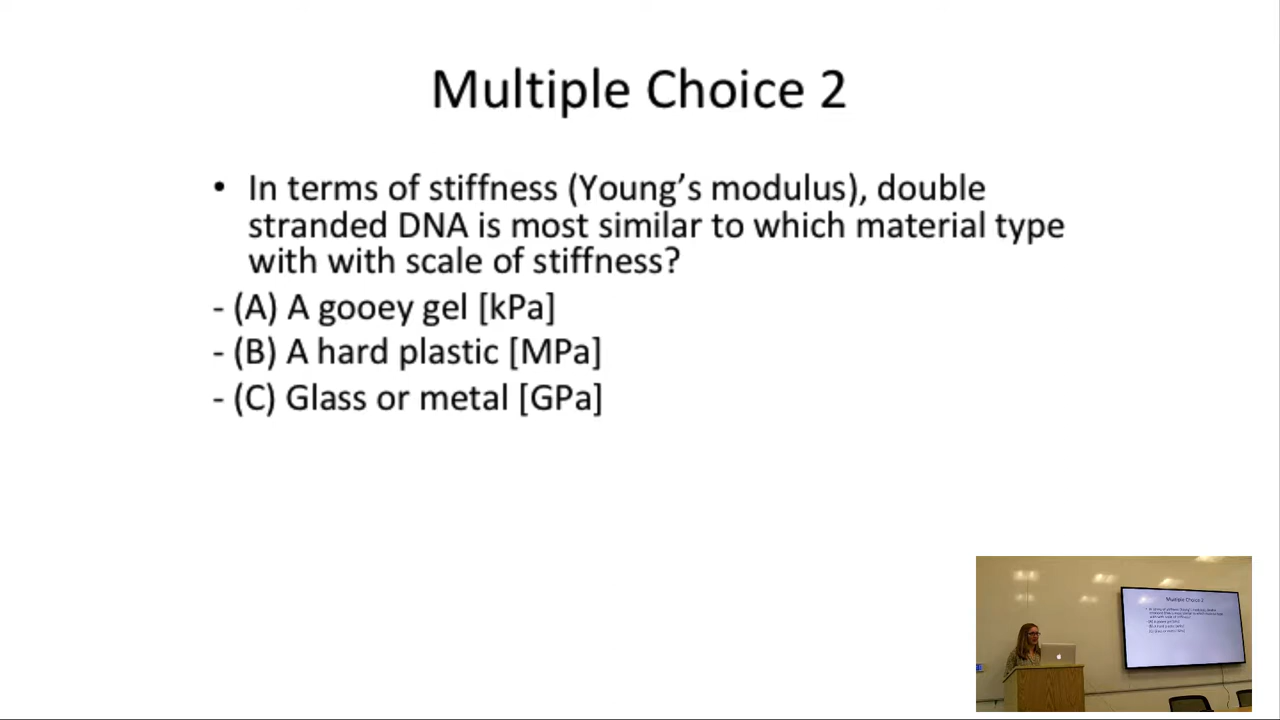 Multiple Choice 2
• In terms of stiffness (Young's modulus), double
stranded DNA is most similar to which material type
with with scale of stiffness?
- (A) A gooey gel [kPa]
- (B) A hard plastic [MPa]
- (C) Glass or metal [GPa]
Multiple Choice 2